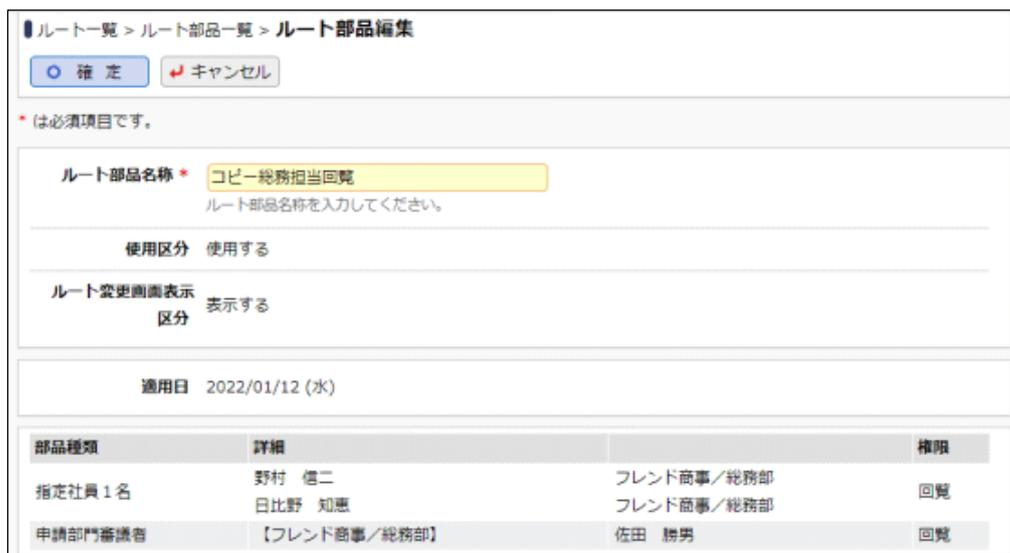 ルート一覧 > ルート部品一覧 > ルート部品編集
確 定 キャンセル
* は必須項目です。
ルート部品名称 * コピー総務担当回覧
ルート部品名称を入力してください。
使用区分 使用する
ルート変更画面表示
区分 表示する
適用日 2022/01/12 (水)
部品種類 詳細 権限
指定社員1名 野村 信二 フレンド商事／総務部 回覧
日比野 知恵 フレンド商事／総務部
申請部門審議者 【フレンド商事／総務部】 佐田 勝男 回覧